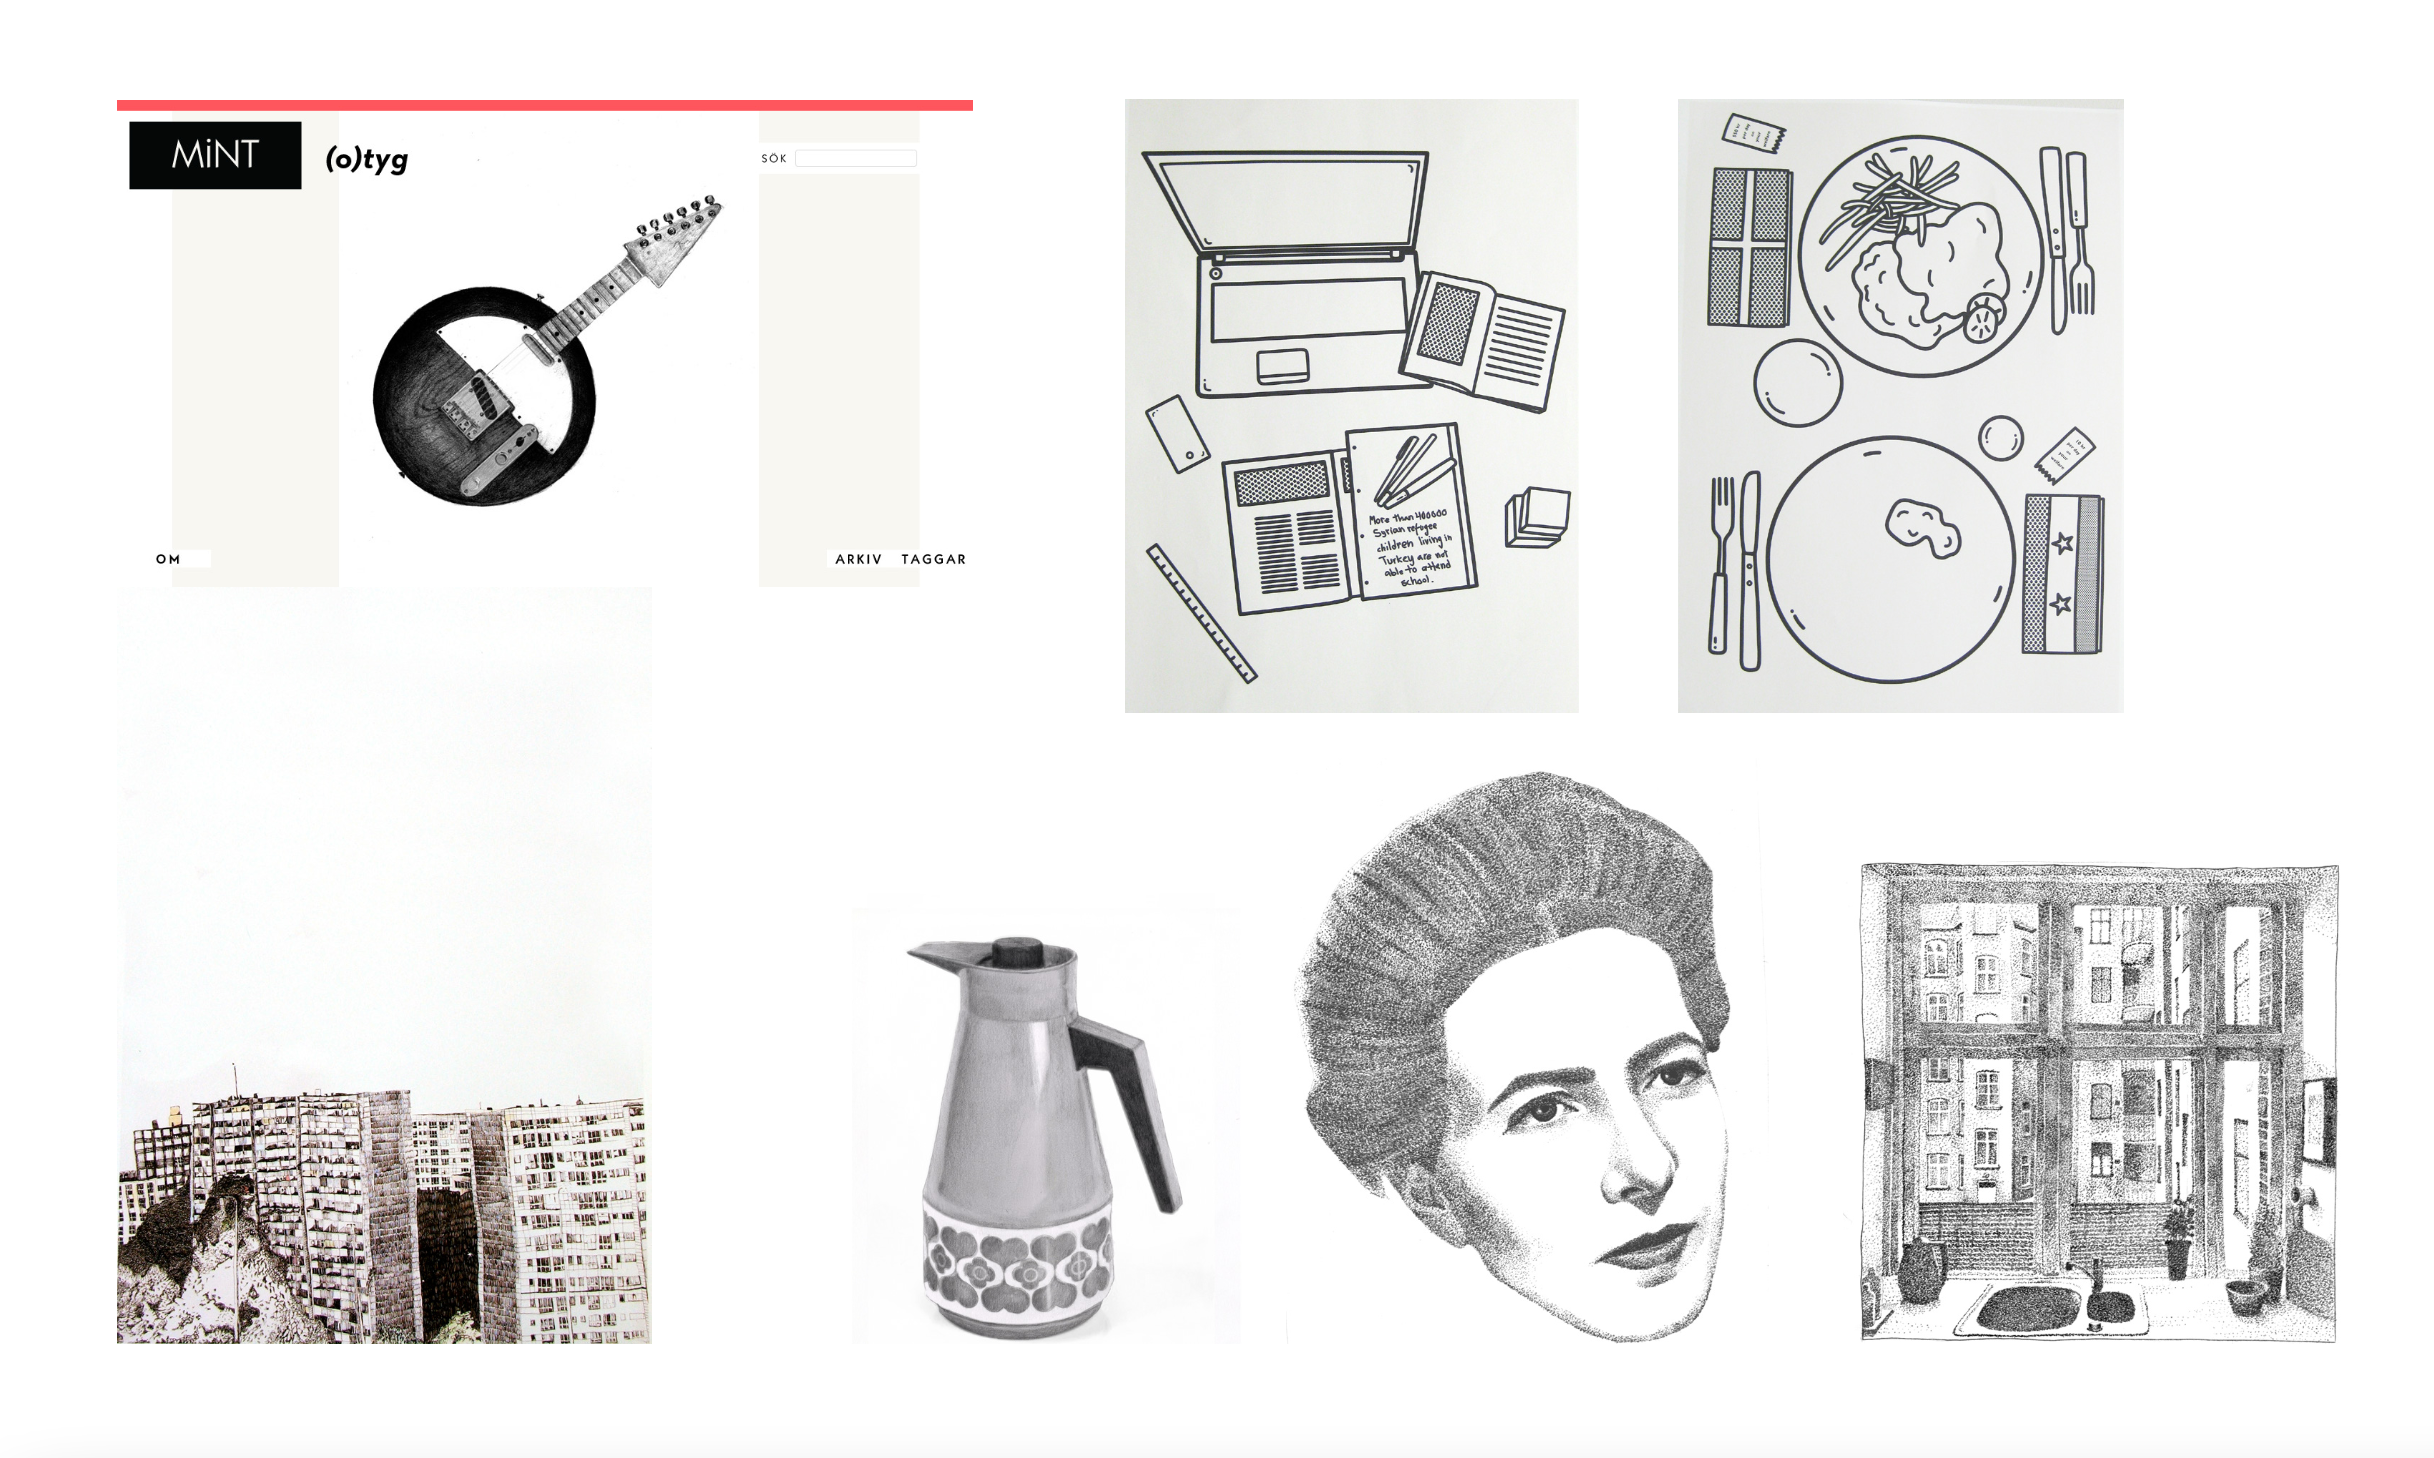 MiNT
(o)tyg
SÖK
OM
ARKIV TAGGAR
More than 400600
Syrian refugee
children living in
Turkey are not
able to attend
school.